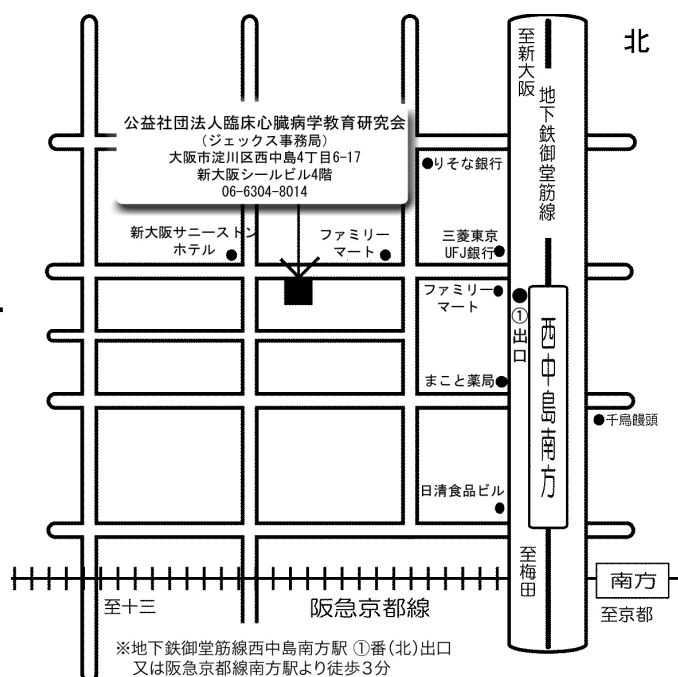 北
至新大阪
地下鉄御堂筋線
公益社団法人臨床心臓病学教育研究会
(ジェックス事務局)
大阪市淀川区西中島4丁目6-17
新大阪シールビル4階
06-6304-8014
●りそな銀行
新大阪サニーストン
ホテル
ファミリー
マート
三菱東京
UFJ銀行
ファミリー
マート
①出口
西中島南方
まこと薬局
千鳥饅頭
日清食品ビル
至梅田
南方
至十三
阪急京都線
至京都
※地下鉄御堂筋線西中島南方駅 ①番(北)出口
又は阪急京都線南方駅より徒歩3分